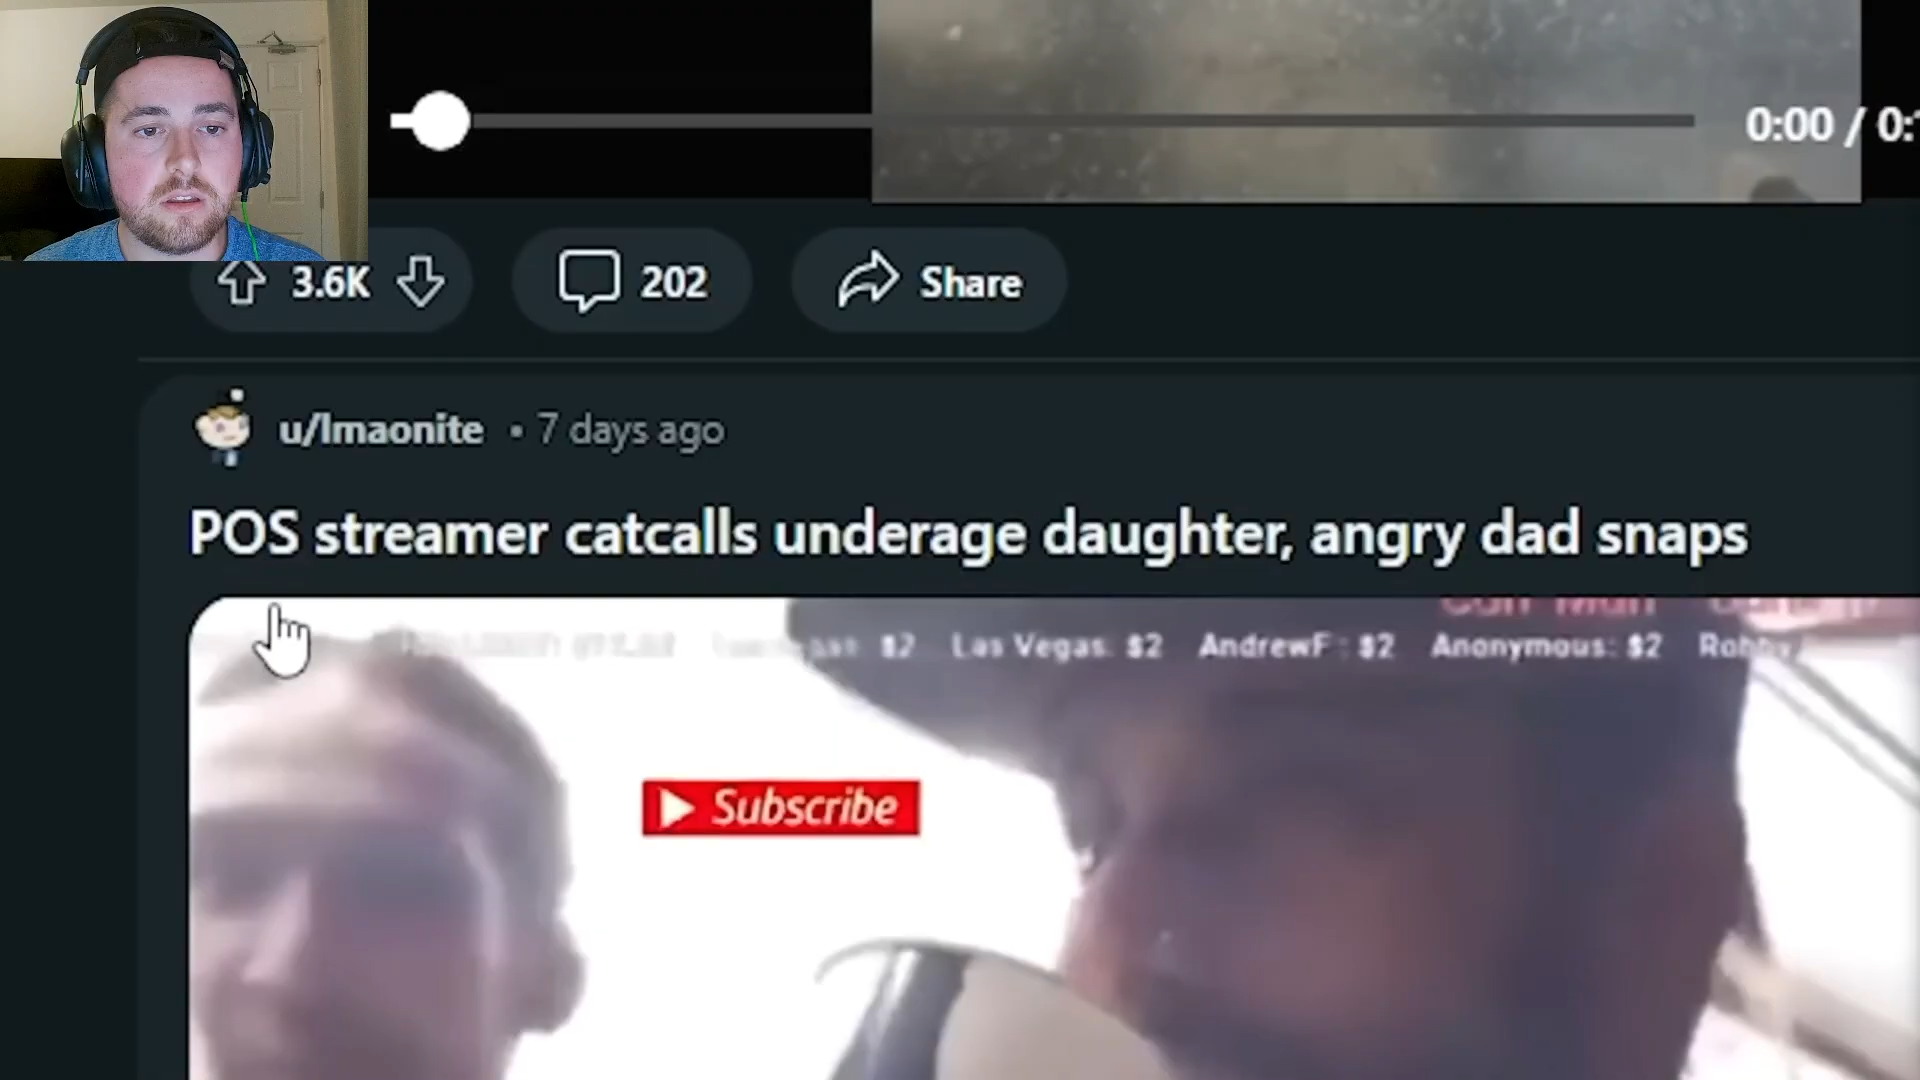 0:00 / 0:
3.6K
202
Share
u/lmaonite • 7 days ago
POS streamer catcalls underage daughter, angry dad snaps
$2 Las Vegas: $2 AndrewF: $2 Anonymous: $2 Robby
Subscribe